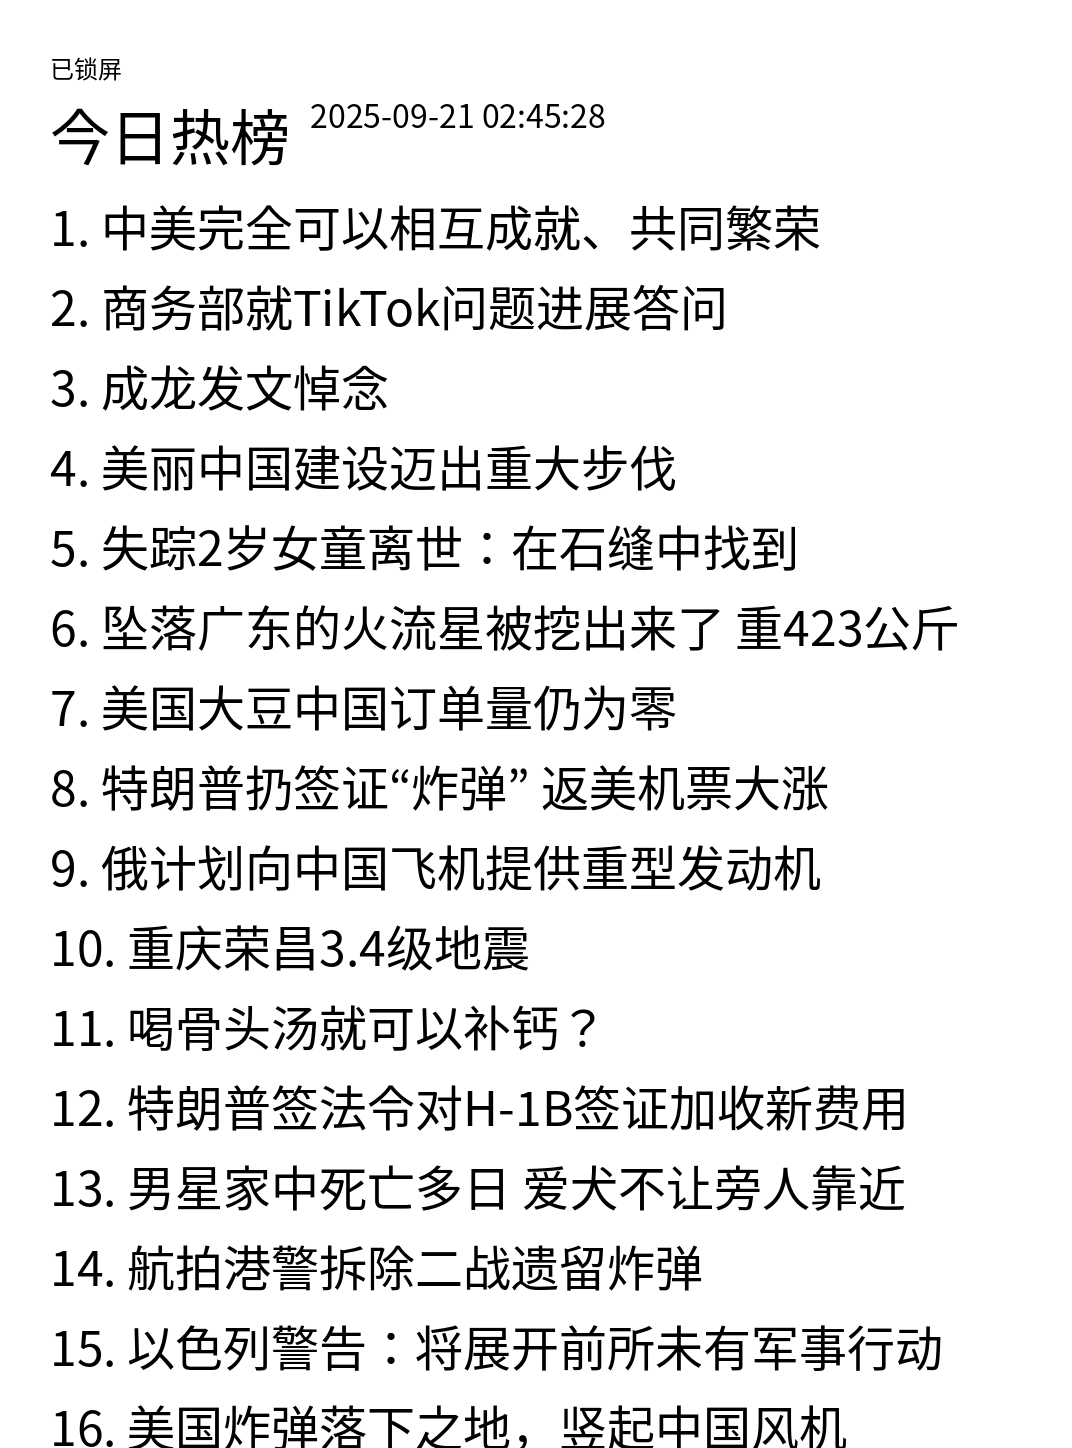 已锁屏
今日热榜 2025-09-21 02:45:28
1. 中美完全可以相互成就、共同繁荣
2. 商务部就TikTok问题进展答问
3. 成龙发文悼念
4. 美丽中国建设迈出重大步伐
5. 失踪2岁女童离世：在石缝中找到
6. 坠落广东的火流星被挖出来了 重423公斤
7. 美国大豆中国订单量仍为零
8. 特朗普扔签证“炸弹” 返美机票大涨
9. 俄计划向中国飞机提供重型发动机
10. 重庆荣昌3.4级地震
11. 喝骨头汤就可以补钙？
12. 特朗普签法令对H-1B签证加收新费用
13. 男星家中死亡多日 爱犬不让旁人靠近
14. 航拍港警拆除二战遗留炸弹
15. 以色列警告：将展开前所未有军事行动
16. 美国炸弹落下之地，竖起中国风机